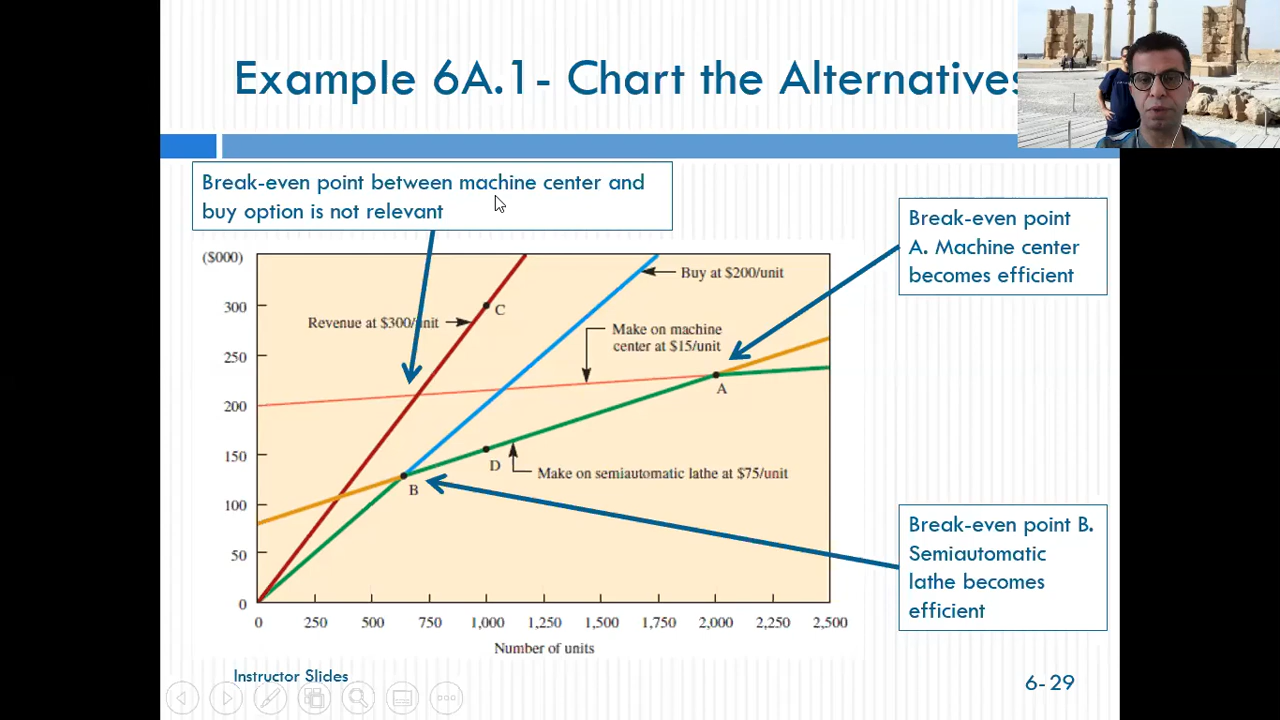 Example 6A.1- Chart the Alternatives
Break-even point between machine center and
buy option is not relevant
Break-even point
A. Machine center
becomes efficient
($000)
Buy at $200/unit
300
C
Revenue at $300/unit
Make on machine
center at $15/unit
250
A
200
150
D
Make on semiautomatic lathe at $75/unit
B
100
Break-even point B.
Semiautomatic
lathe becomes
efficient
50
0
0 250 500 750 1,000 1,250 1,500 1,750 2,000 2,250 2,500
Number of units
Instructor Slides
6-29